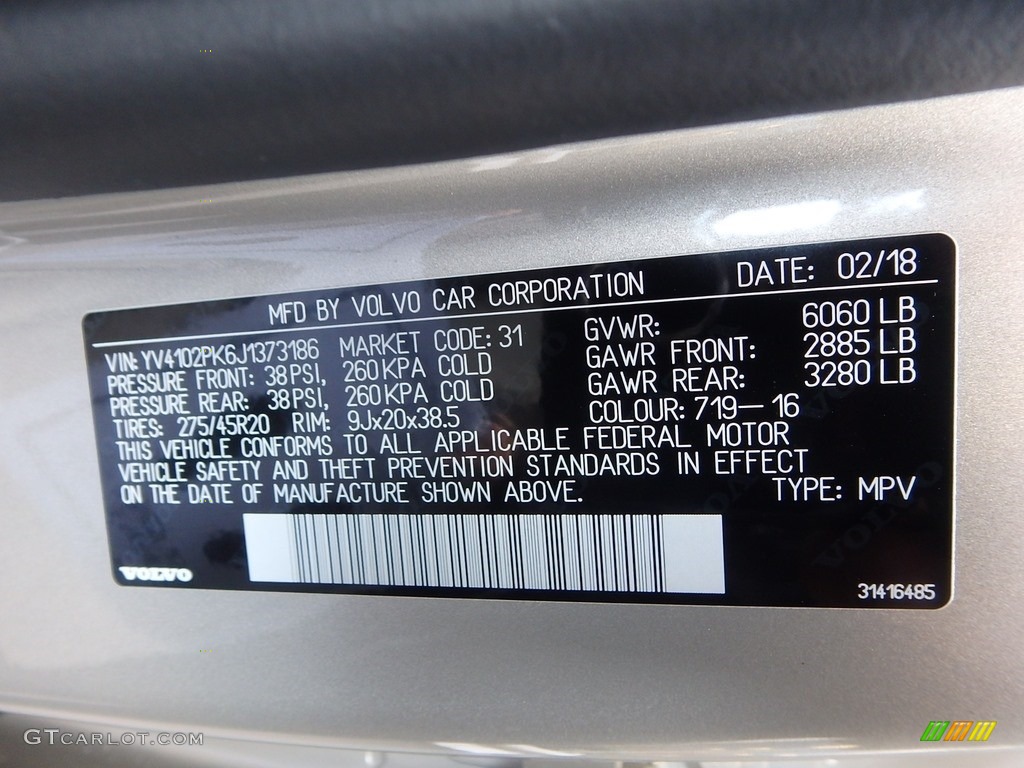 MFD BY VOLVO CAR CORPORATION DATE: 02/18
VIN: YV4102PK6J1373186 MARKET CODE: 31 GVWR: 6060 LB
PRESSURE FRONT: 38 PSI, 260 KPA COLD GAWR FRONT: 2885 LB
PRESSURE REAR: 38 PSI, 260 KPA COLD GAWR REAR: 3280 LB
TIRES: 275/45R20 RIM: 9Jx20x38.5 COLOUR: 719—16
THIS VEHICLE CONFORMS TO ALL APPLICABLE FEDERAL MOTOR
VEHICLE SAFETY AND THEFT PREVENTION STANDARDS IN EFFECT
ON THE DATE OF MANUFACTURE SHOWN ABOVE. TYPE: MPV
VOLVO
31416485
GTCARLOT.COM